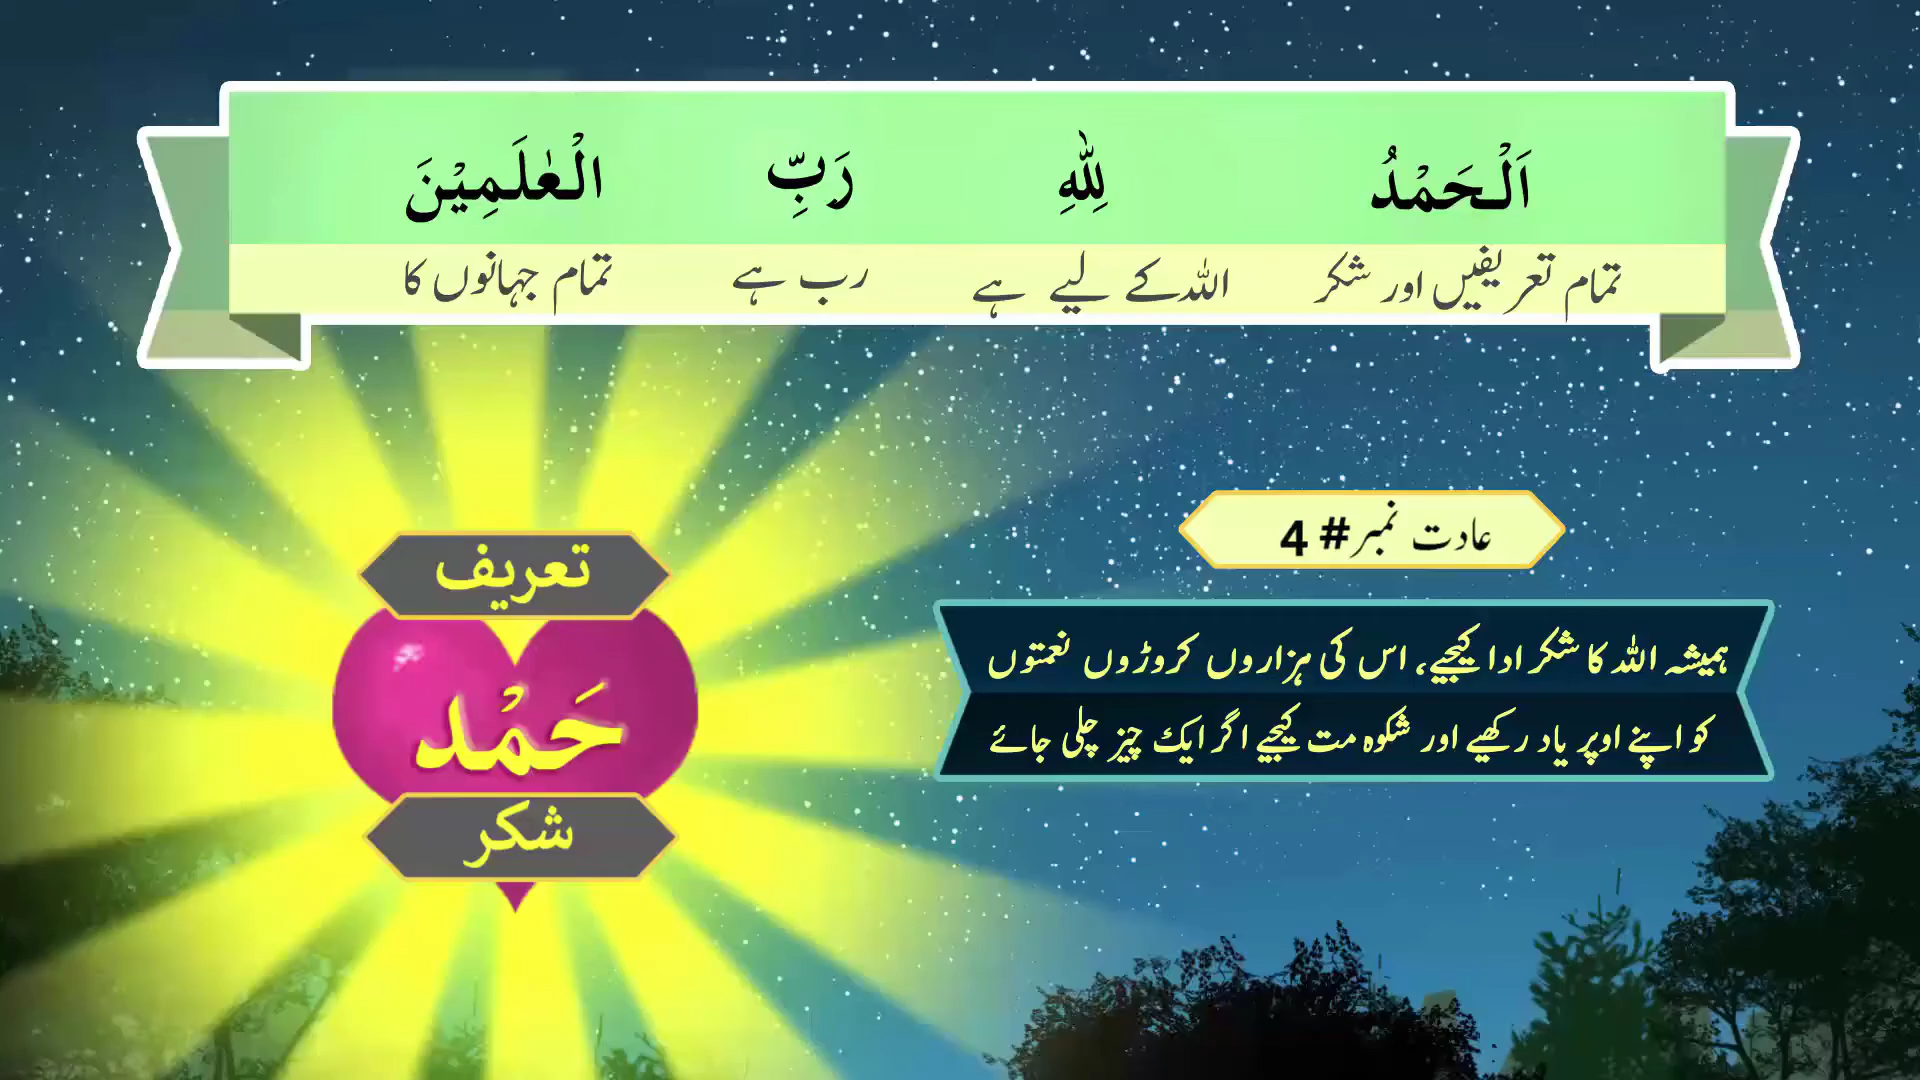 اَلْحَمْدُ لِلّٰهِ رَبِّ الْعٰلَمِيْنَ
تمام تعریفیں اور شکر اللہ کے لیے ہے رب ہے تمام جہانوں کا
عادت نمبر# 4
ہمیشہ اللہ کا شکر ادا کیجیے، اس کی ہزاروں کروڑوں نعمتوں
کو اپنے اوپر یاد رکھیے اور شکوہ مت کیجیے اگر ایک چیز چلی جائے
تعریف
حَمْد
شکر